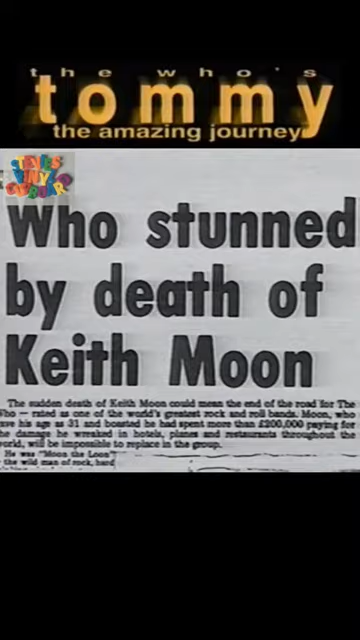 the who's
tommy
the amazing journey
Who stunned
by death of
Keith Moon
The sudden death of Keith Moon could mean the end of the road for The
Who — rated as one of the world's greatest rock and roll bands. Moon, who
gave his age as 31 and boasted he had spent more than £200,000 paying for
the damage he wreaked in hotels, planes and restaurants throughout the
world, will be impossible to replace in the group.
He was "Moon the Loon"
the wild man of rock, hard